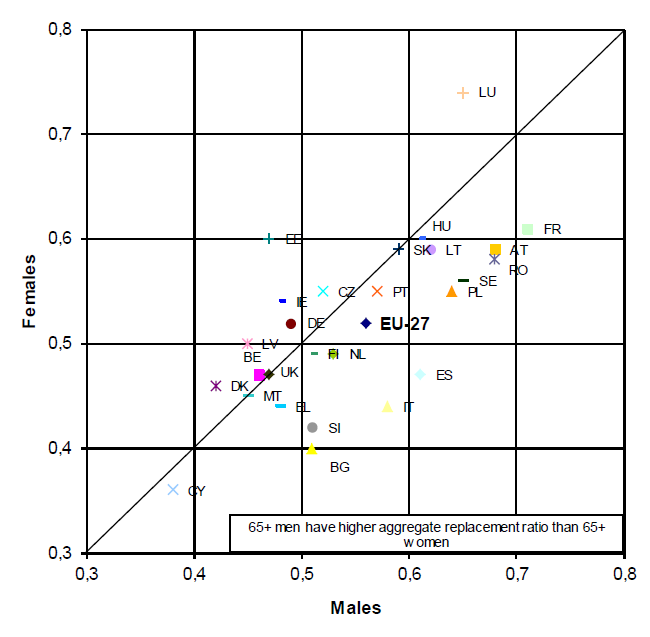 0,8
LU
0,7
HU
FR
0,6
EE
SK
LT
AT
RO
SE
CZ
PT
PL
IE
DE
EU-27
Females
0,5
LV
FI
NL
BE
UK
ES
DK
MT
EL
IT
SI
0,4
BG
CY
65+ men have higher aggregate replacement ratio than 65+
women
0,3
0,3 0,4 0,5 0,6 0,7 0,8
Males